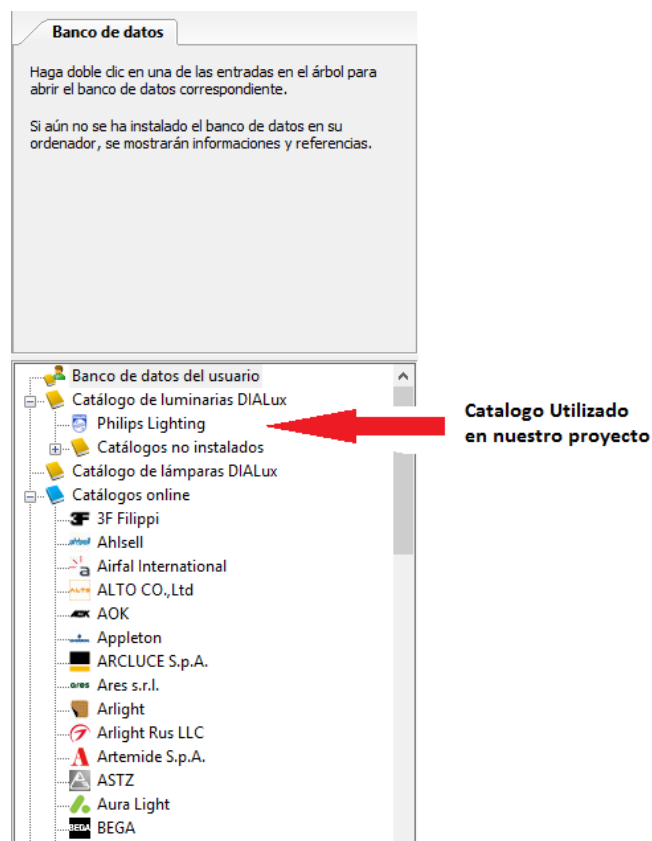 Banco de datos
Haga doble clic en una de las entradas en el árbol para
abrir el banco de datos correspondiente.
Si aún no se ha instalado el banco de datos en su
ordenador, se mostrarán informaciones y referencias.
Banco de datos del usuario
Catálogo de luminarias DIALux
Philips Lighting
Catálogos no instalados
Catálogo de lámparas DIALux
Catálogos online
3F Filippi
Ahlsell
Airfal International
ALTO CO.,Ltd
AOK
Appleton
ARCLUCE S.p.A.
Ares s.r.l.
Arlight
Arlight Rus LLC
Artemide S.p.A.
ASTZ
Aura Light
BEGA BEGA
Catalogo Utilizado
en nuestro proyecto